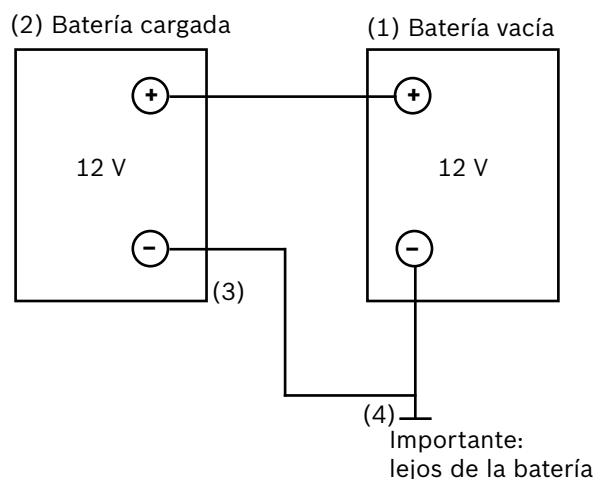 (2) Batería cargada
(1) Batería vacía
+
+
12 V
12 V
−
−
(3)
(4)
Importante:
lejos de la batería